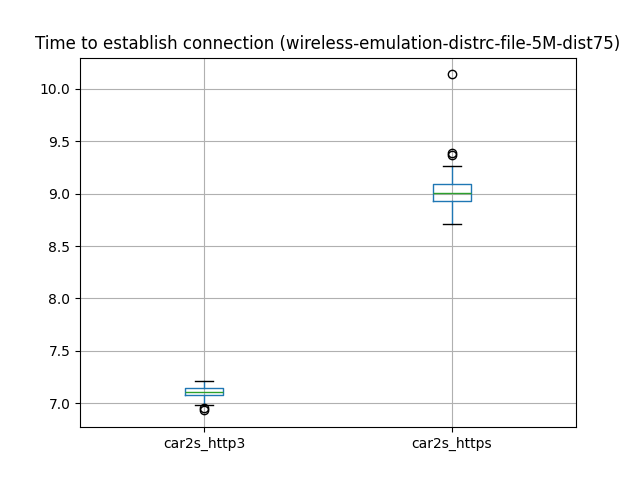 Time to establish connection (wireless-emulation-distrc-file-5M-dist75)
10.0
9.5
9.0
8.5
8.0
7.5
7.0
car2s_http3
car2s_https